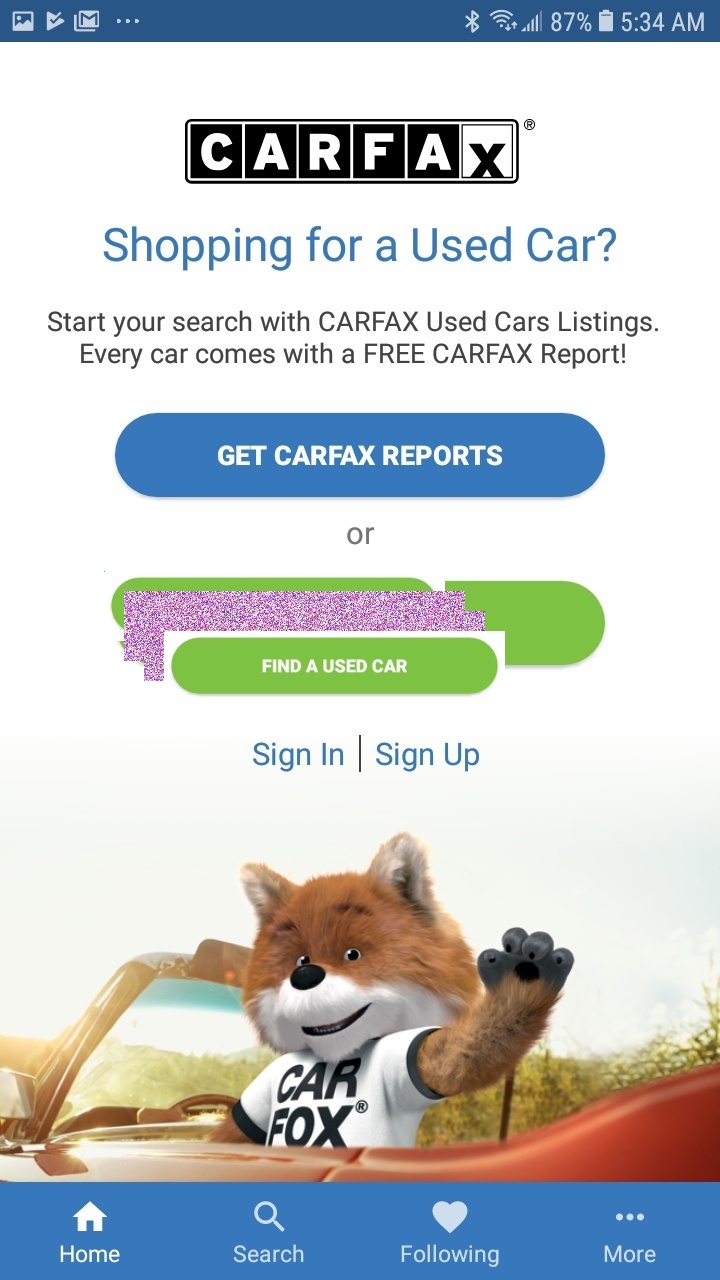 87% 5:34 AM
CARFAX®
Shopping for a Used Car?
Start your search with CARFAX Used Cars Listings.
Every car comes with a FREE CARFAX Report!
GET CARFAX REPORTS
or
FIND A USED CAR
Sign In | Sign Up
CAR
FOX®
Home Search Following More